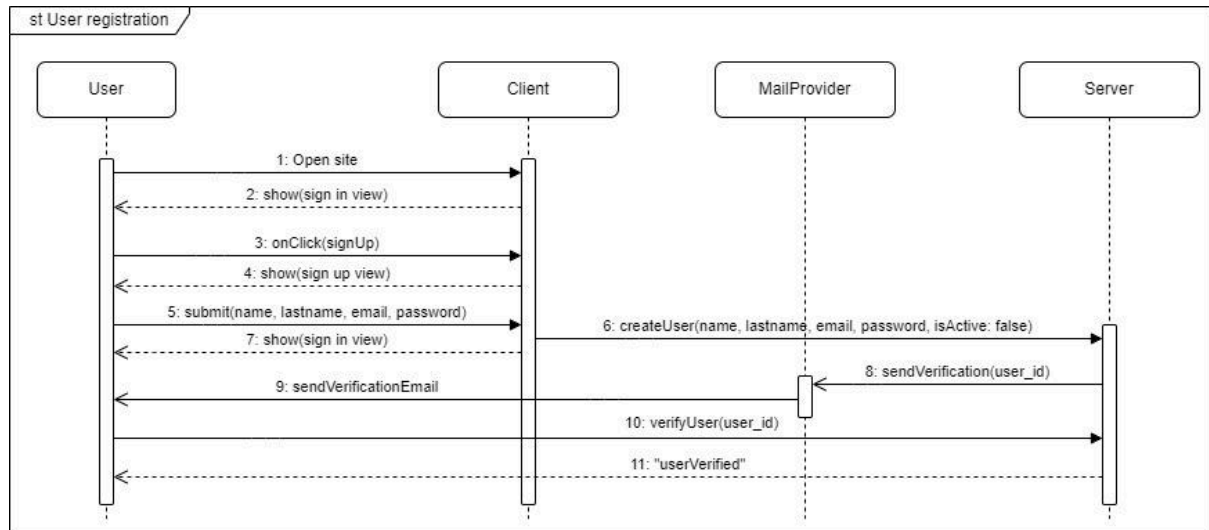 st User registration
User
Client
MailProvider
Server
1: Open site
2: show(sign in view)
3: onClick(signUp)
4: show(sign up view)
5: submit(name, lastname, email, password)
6: createUser(name, lastname, email, password, isActive: false)
7: show(sign in view)
8: sendVerification(user_id)
9: sendVerificationEmail
10: verifyUser(user_id)
11: "userVerified"